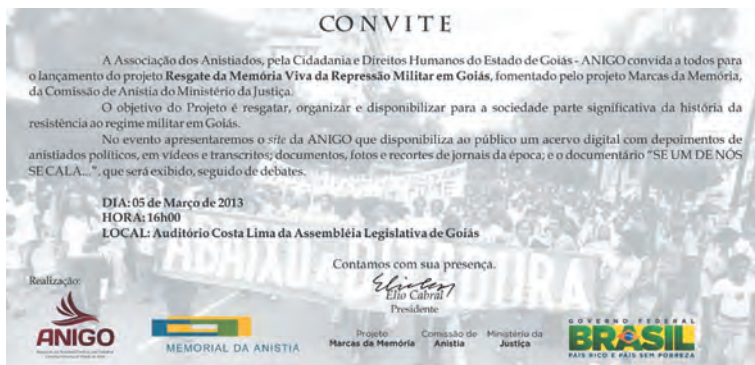 CONVITE
A Associação dos Anistiados, pela Cidadania e Direitos Humanos do Estado de Goiás - ANIGO convida a todos para
o lançamento do projeto Resgate da Memória Viva da Repressão Militar em Goiás, fomentado pelo projeto Marcas da Memória,
da Comissão de Anistia do Ministério da Justiça.
O objetivo do Projeto é resgatar, organizar e disponibilizar para a sociedade parte significativa da história da
resistência ao regime militar em Goiás.
No evento apresentaremos o site da ANIGO que disponibiliza ao público um acervo digital com depoimentos de
anistiados políticos, em vídeos e transcritos; documentos, fotos e recortes de jornais da época; e o documentário "SE UM DE NÓS
SE CALA...", que será exibido, seguido de debates.
DIA: 05 de Março de 2013
HORA: 16h00
LOCAL: Auditório Costa Lima da Assembléia Legislativa de Goiás
ABAIXO A DITADURA
Contamos com sua presença.
Elio Cabral
Presidente
Realização:
ANIGO
MEMORIAL DA ANISTIA
Projeto
Marcas da Memória
Comissão de
Anistia
Ministério da
Justiça
GOVERNO FEDERAL
BRASIL
PAÍS RICO É PAÍS SEM POBREZA